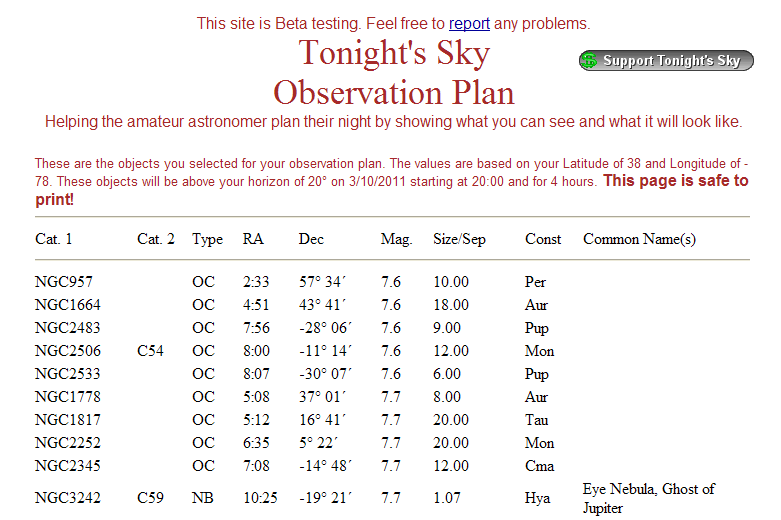 This site is Beta testing. Feel free to report any problems.
Tonight's Sky
Support Tonight's Sky
Observation Plan
Helping the amateur astronomer plan their night by showing what you can see and what it will look like.
These are the objects you selected for your observation plan. The values are based on your Latitude of 38 and Longitude of -
78. These objects will be above your horizon of 20° on 3/10/2011 starting at 20:00 and for 4 hours. This page is safe to
print!
Cat. 1 Cat. 2 Type RA Dec Mag. Size/Sep Const Common Name(s)
NGC957 OC 2:33 57° 34´ 7.6 10.00 Per
NGC1664 OC 4:51 43° 41´ 7.6 18.00 Aur
NGC2483 OC 7:56 -28° 06´ 7.6 9.00 Pup
NGC2506 C54 OC 8:00 -11° 14´ 7.6 12.00 Mon
NGC2533 OC 8:07 -30° 07´ 7.6 6.00 Pup
NGC1778 OC 5:08 37° 01´ 7.7 8.00 Aur
NGC1817 OC 5:12 16° 41´ 7.7 20.00 Tau
NGC2252 OC 6:35 5° 22´ 7.7 20.00 Mon
NGC2345 OC 7:08 -14° 48´ 7.7 12.00 Cma
NGC3242 C59 NB 10:25 -19° 21´ 7.7 1.07 Hya Eye Nebula, Ghost of
Jupiter